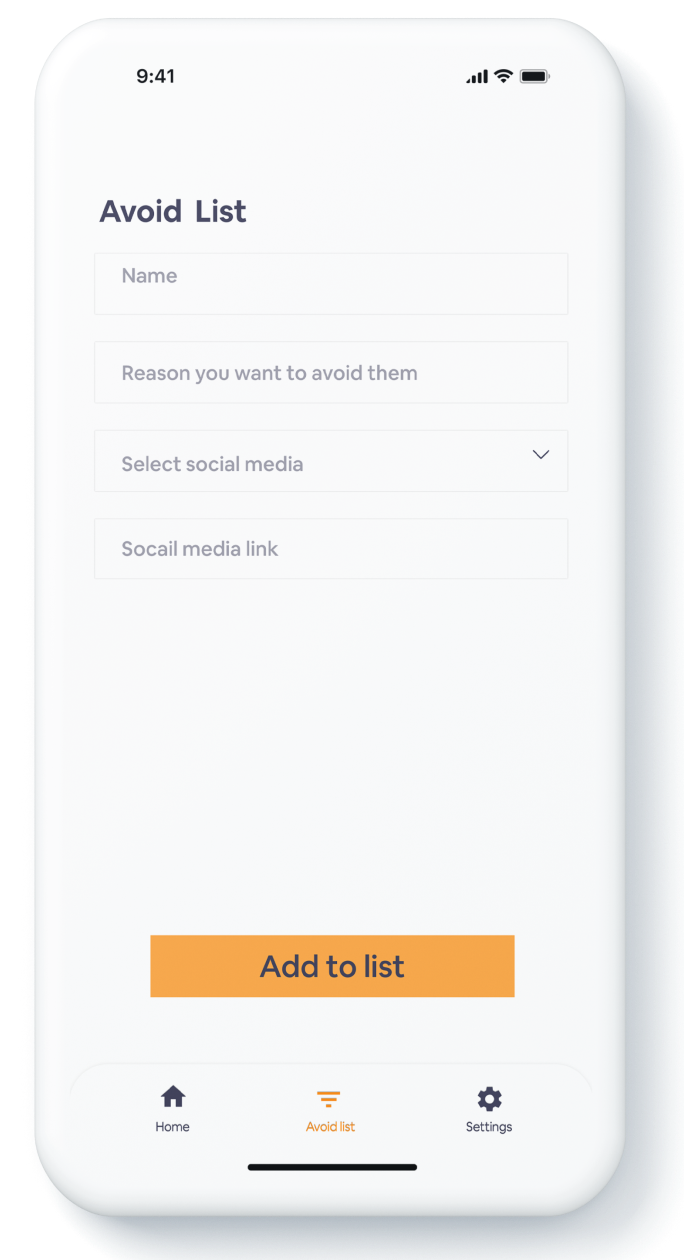 9:41
Avoid List
Name
Reason you want to avoid them
Select social media
Socail media link
Add to list
Home
Avoid list
Settings